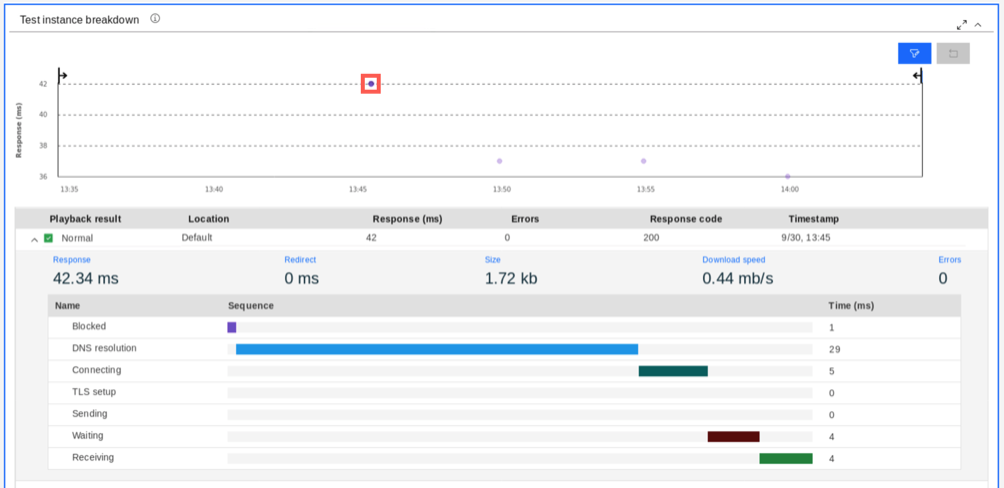 Test instance breakdown
Response (ms)
42
40
38
36
13:35 13:40 13:45 13:50 13:55 14:00
Playback result Location Response (ms) Errors Response code Timestamp
Normal Default 42 0 200 9/30, 13:45
Response Redirect Size Download speed Errors
42.34 ms 0 ms 1.72 kb 0.44 mb/s 0
Name Sequence Time (ms)
Blocked 1
DNS resolution 29
Connecting 5
TLS setup 0
Sending 0
Waiting 4
Receiving 4